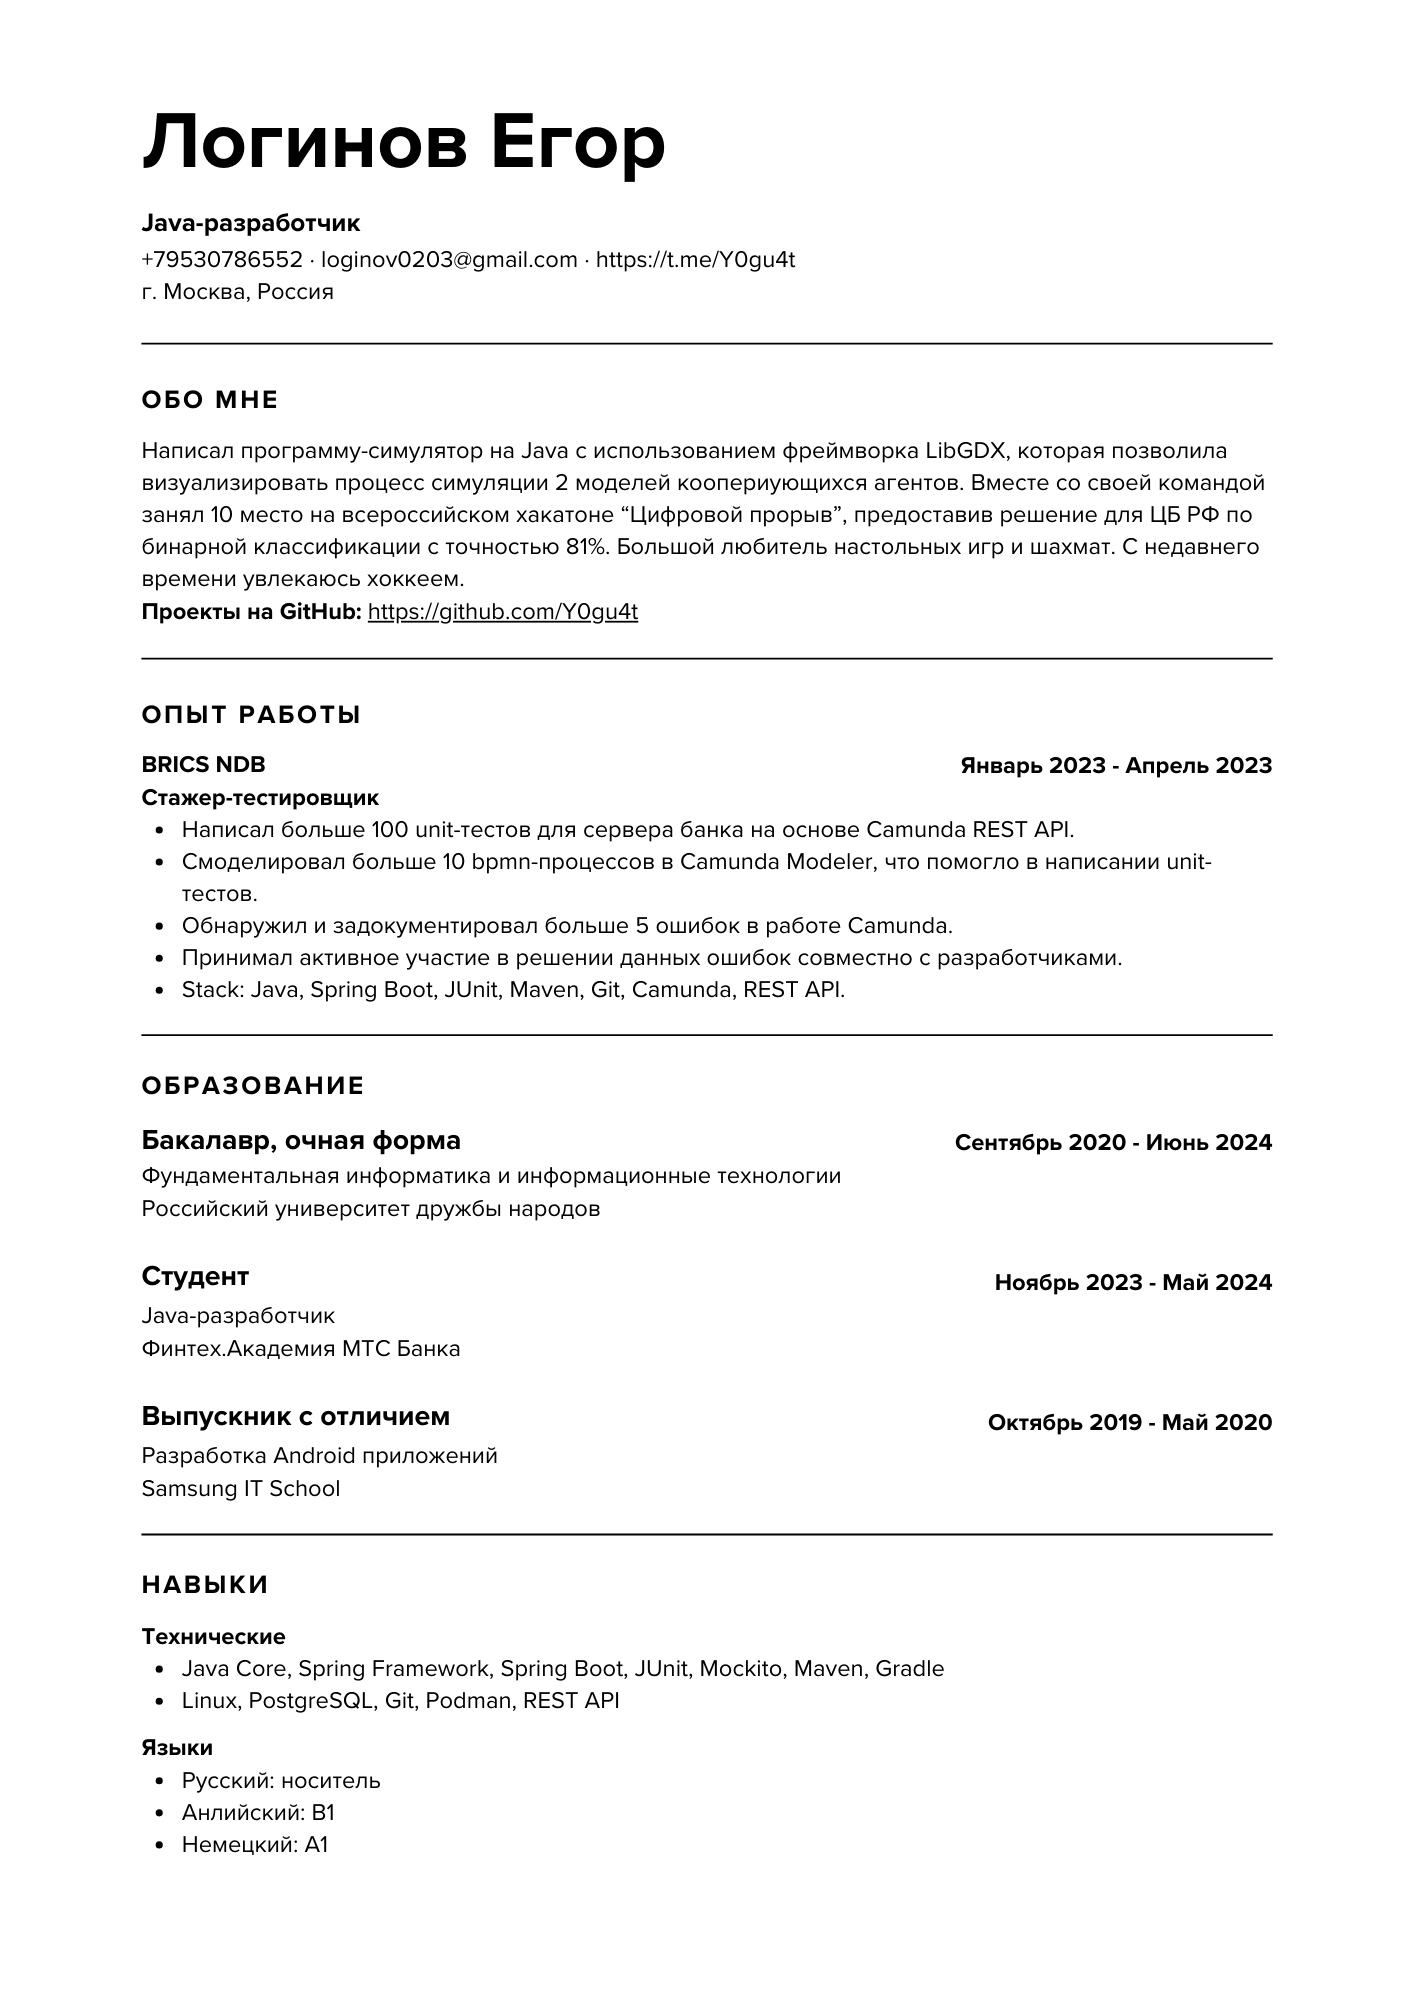 Логинов Егор
Java-разработчик
+79530786552 · loginov0203@gmail.com · https://t.me/Y0gu4t
г. Москва, Россия
ОБО МНЕ
Написал программу-симулятор на Java с использованием фреймворка LibGDX, которая позволила
визуализировать процесс симуляции 2 моделей коопериующихся агентов. Вместе со своей командой
занял 10 место на всероссийском хакатоне “Цифровой прорыв”, предоставив решение для ЦБ РФ по
бинарной классификации с точностью 81%. Большой любитель настольных игр и шахмат. С недавнего
времени увлекаюсь хоккеем.
Проекты на GitHub: https://github.com/Y0gu4t
ОПЫТ РАБОТЫ
BRICS NDB Январь 2023 - Апрель 2023
Стажер-тестировщик
• Написал больше 100 unit-тестов для сервера банка на основе Camunda REST API.
• Смоделировал больше 10 bpmn-процессов в Camunda Modeler, что помогло в написании unit-
тестов.
• Обнаружил и задокументировал больше 5 ошибок в работе Camunda.
• Принимал активное участие в решении данных ошибок совместно с разработчиками.
• Stack: Java, Spring Boot, JUnit, Maven, Git, Camunda, REST API.
ОБРАЗОВАНИЕ
Бакалавр, очная форма Сентябрь 2020 - Июнь 2024
Фундаментальная информатика и информационные технологии
Российский университет дружбы народов
Студент Ноябрь 2023 - Май 2024
Java-разработчик
Финтех.Академия МТС Банка
Выпускник с отличием Октябрь 2019 - Май 2020
Разработка Android приложений
Samsung IT School
НАВЫКИ
Технические
• Java Core, Spring Framework, Spring Boot, JUnit, Mockito, Maven, Gradle
• Linux, PostgreSQL, Git, Podman, REST API
Языки
• Русский: носитель
• Анлийский: B1
• Немецкий: A1